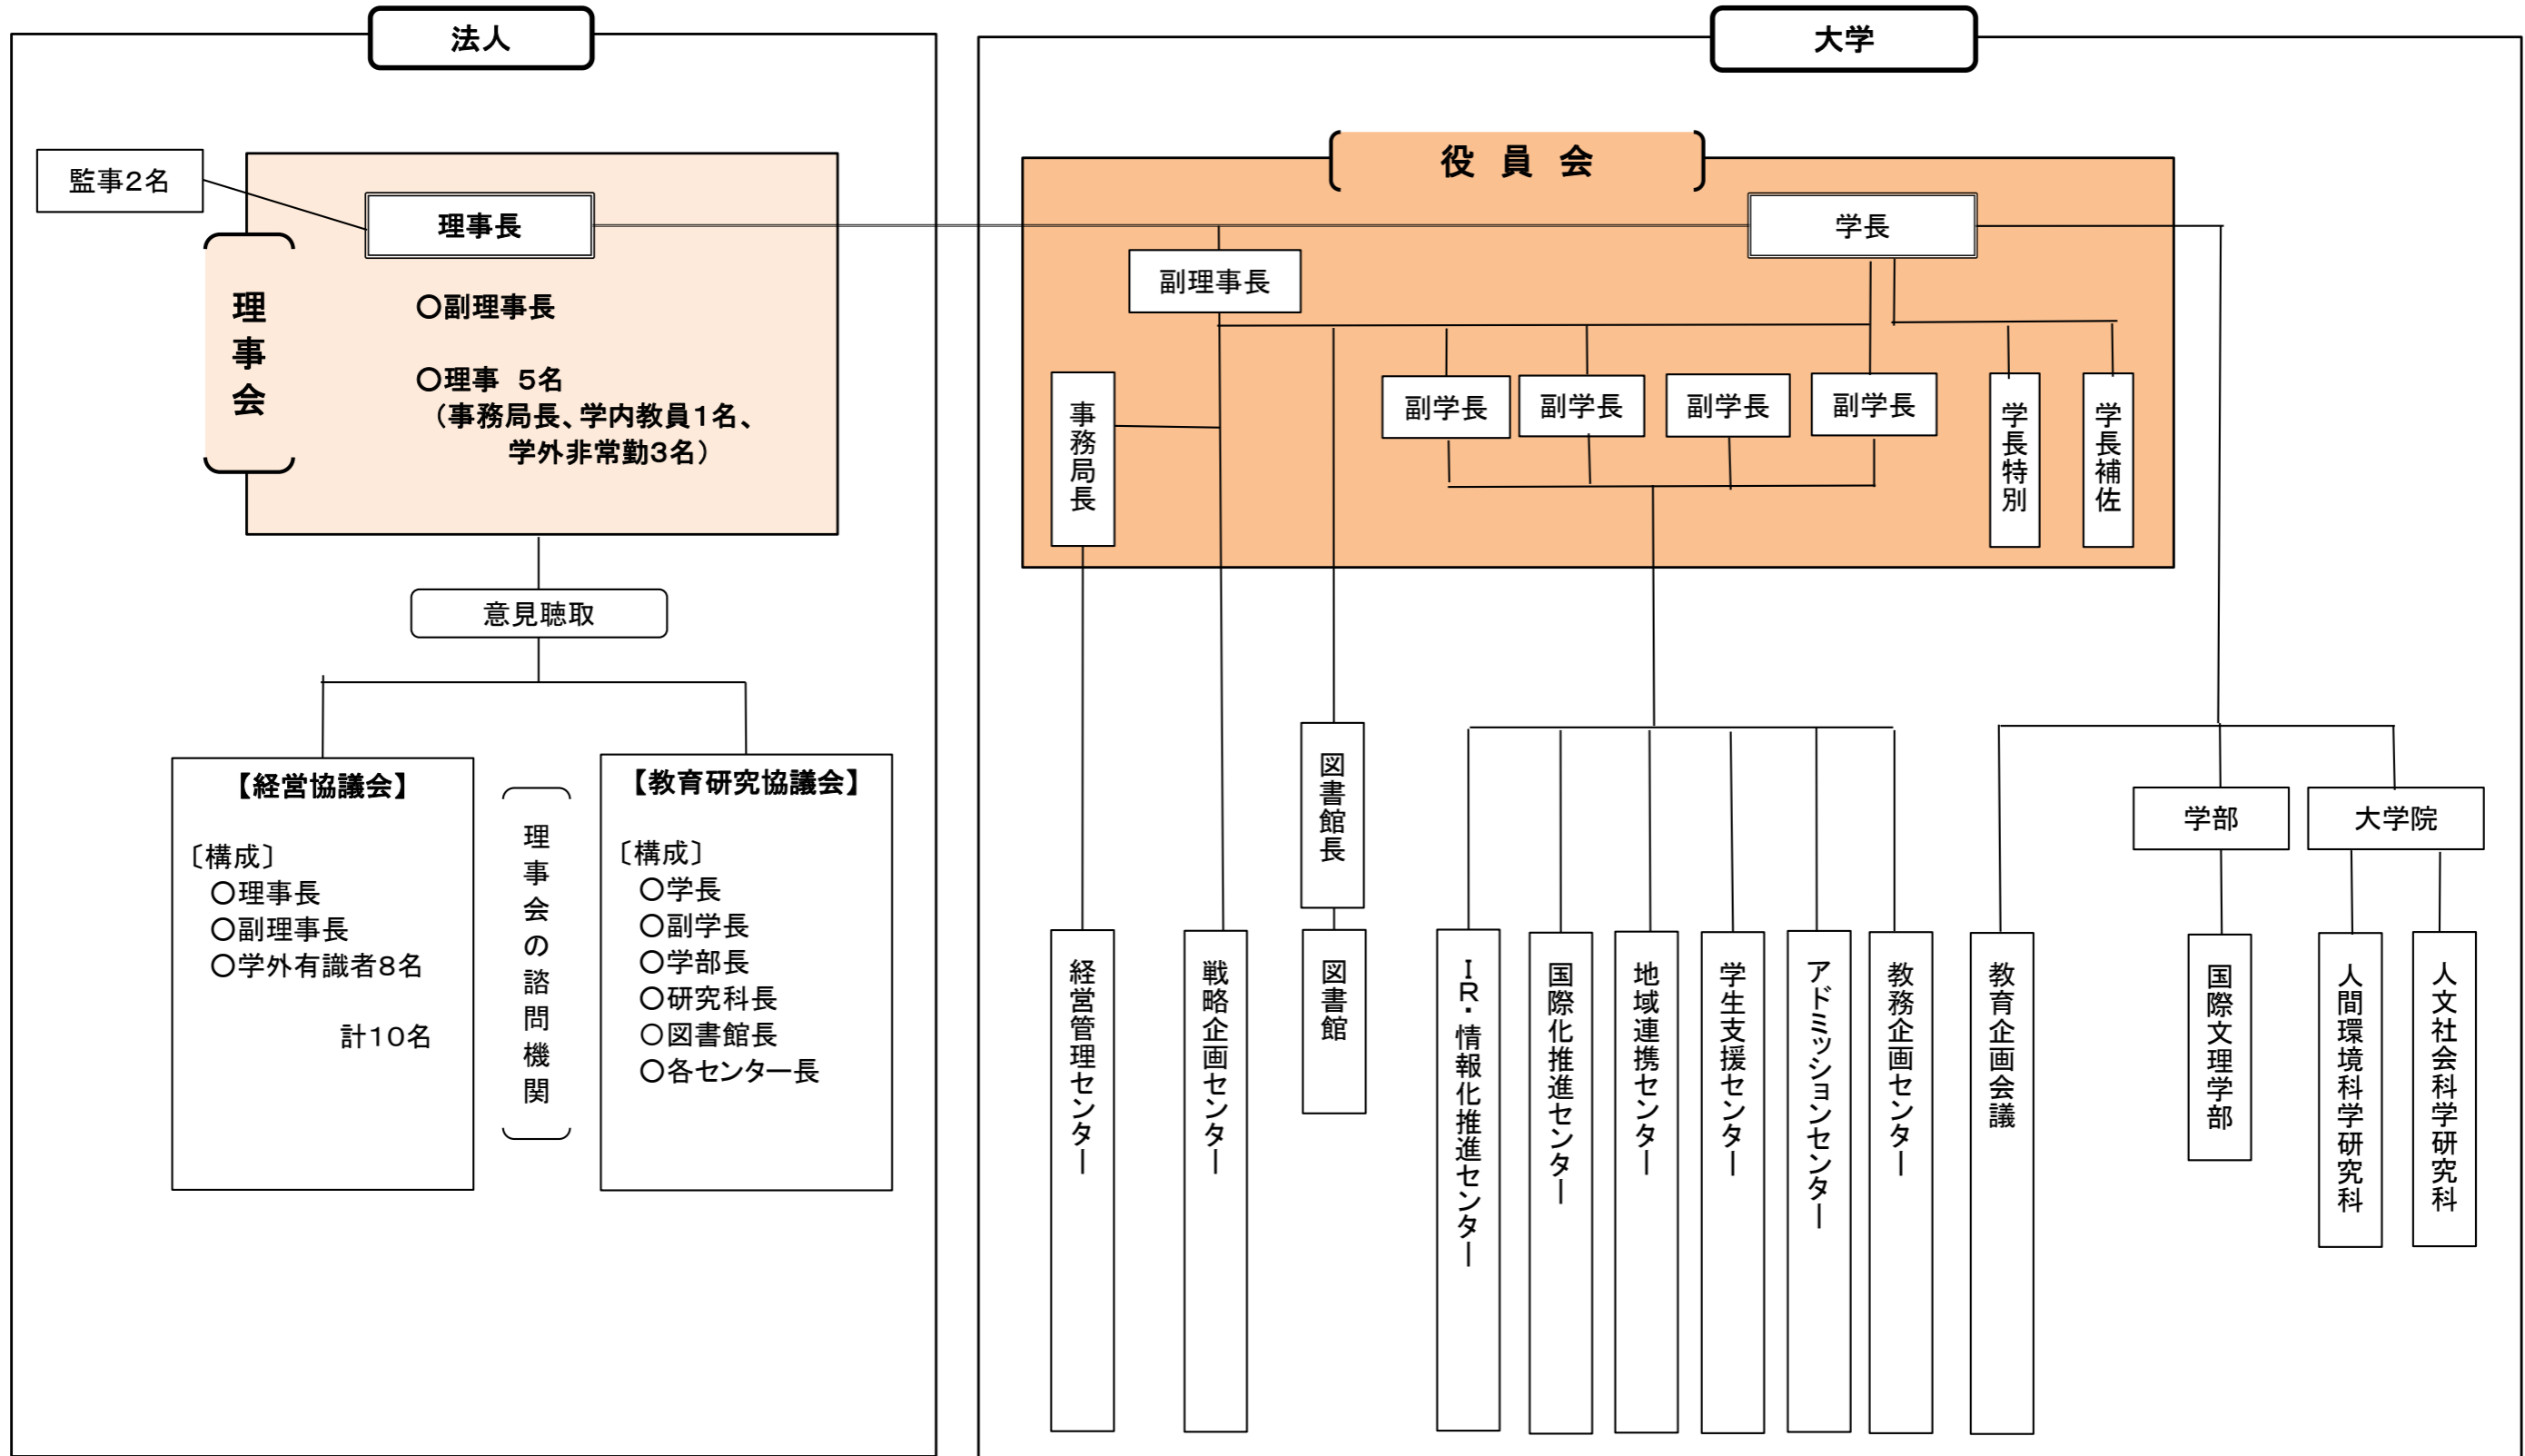 法人
監事2名
理事長
理事会
○副理事長
○理事 5名
(事務局長、学内教員1名、
学外非常勤3名)
意見聴取
【経営協議会】
〔構成〕
○理事長
○副理事長
○学外有識者8名
計10名
理事会の諮問機関
【教育研究協議会】
〔構成〕
○学長
○副学長
○学部長
○研究科長
○図書館長
○各センター長
大学
役 員 会
学長
副理事長
事務局長
副学長
副学長
副学長
副学長
学長特別
学長補佐
図書館長
学部
大学院
経営管理センター
戦略企画センター
図書館
IR・情報化推進センター
国際化推進センター
地域連携センター
学生支援センター
アドミッションセンター
教務企画センター
教育企画会議
国際文理学部
人間環境科学研究科
人文社会科学研究科